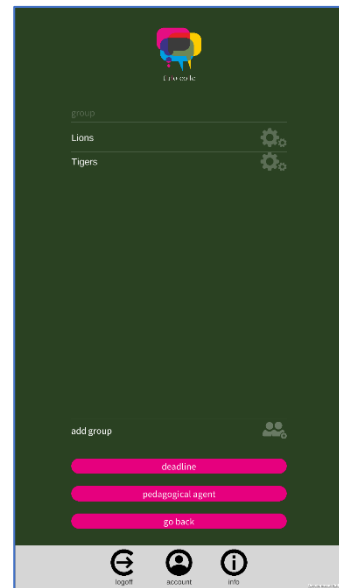 group
Lions
Tigers
add group
deadline
pedagogical agent
go back
logoff account info